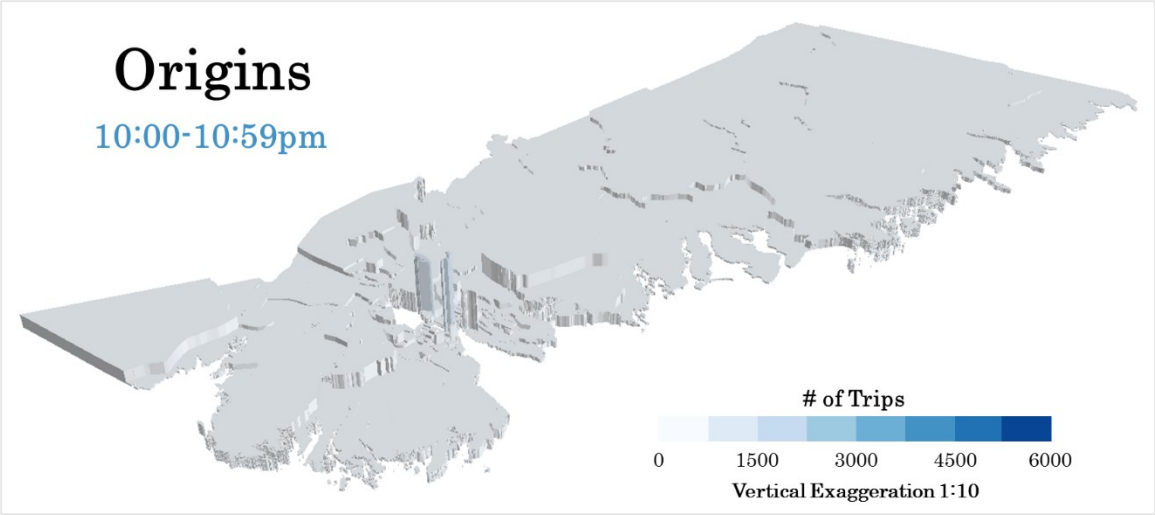 Origins
10:00-10:59pm
# of Trips
0 1500 3000 4500 6000
Vertical Exaggeration 1:10